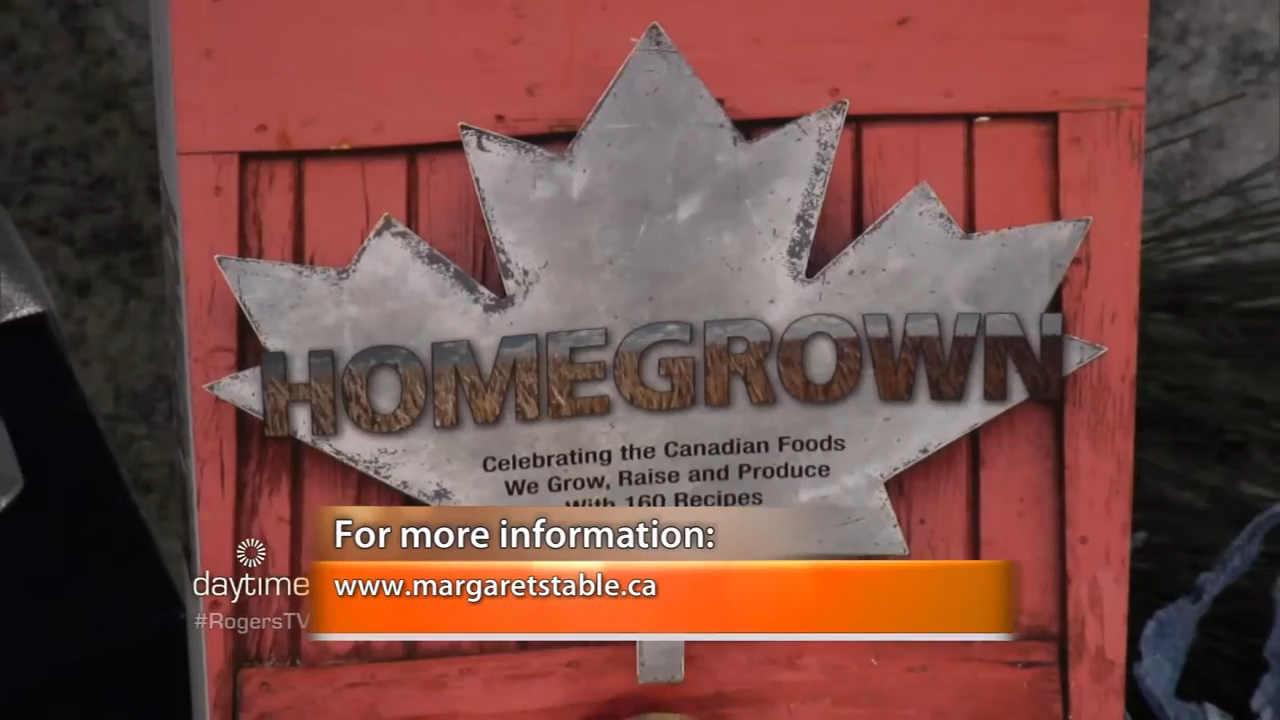 HOMEGROWN
Celebrating the Canadian Foods
We Grow, Raise and Produce
With 160 Recipes
For more information:
www.margaretstable.ca
daytime
#RogersTV